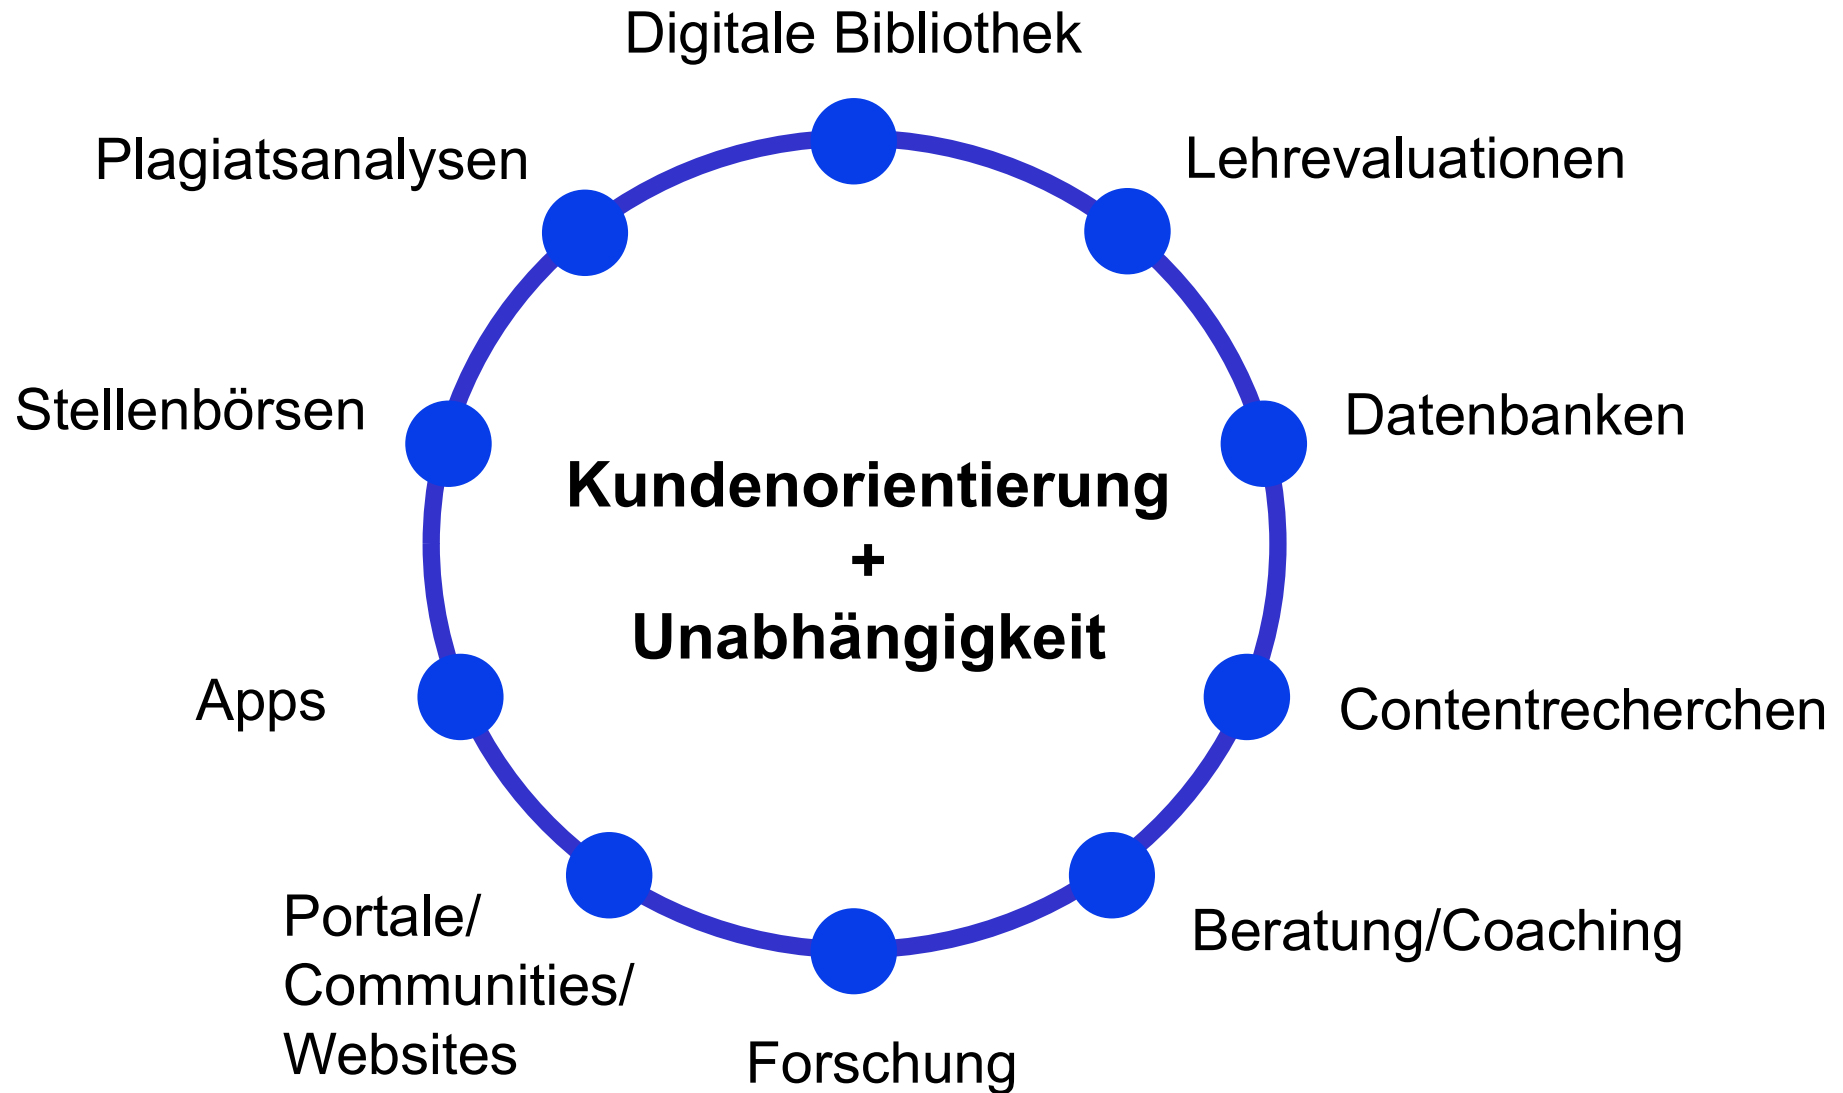 Digitale Bibliothek
Plagiatsanalysen
Lehrevaluationen
Stellenbörsen
Datenbanken
Kundenorientierung
+
Unabhängigkeit
Apps
Contentrecherchen
Portale/
Communities/
Websites
Beratung/Coaching
Forschung